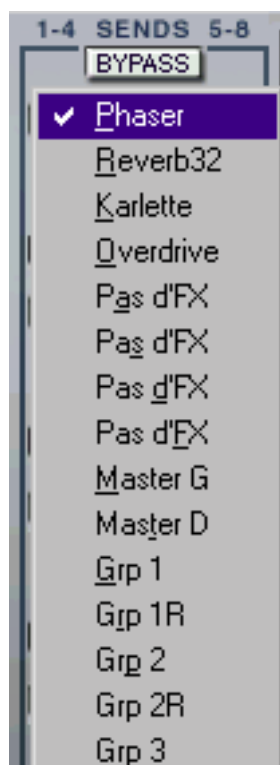 1-4 SENDS 5-8
BYPASS
Phaser
Reverb32
Karlette
Overdrive
Pas d'FX
Pas d'FX
Pas d'FX
Pas d'FX
Master G
Master D
Grp 1
Grp 1R
Grp 2
Grp 2R
Grp 3